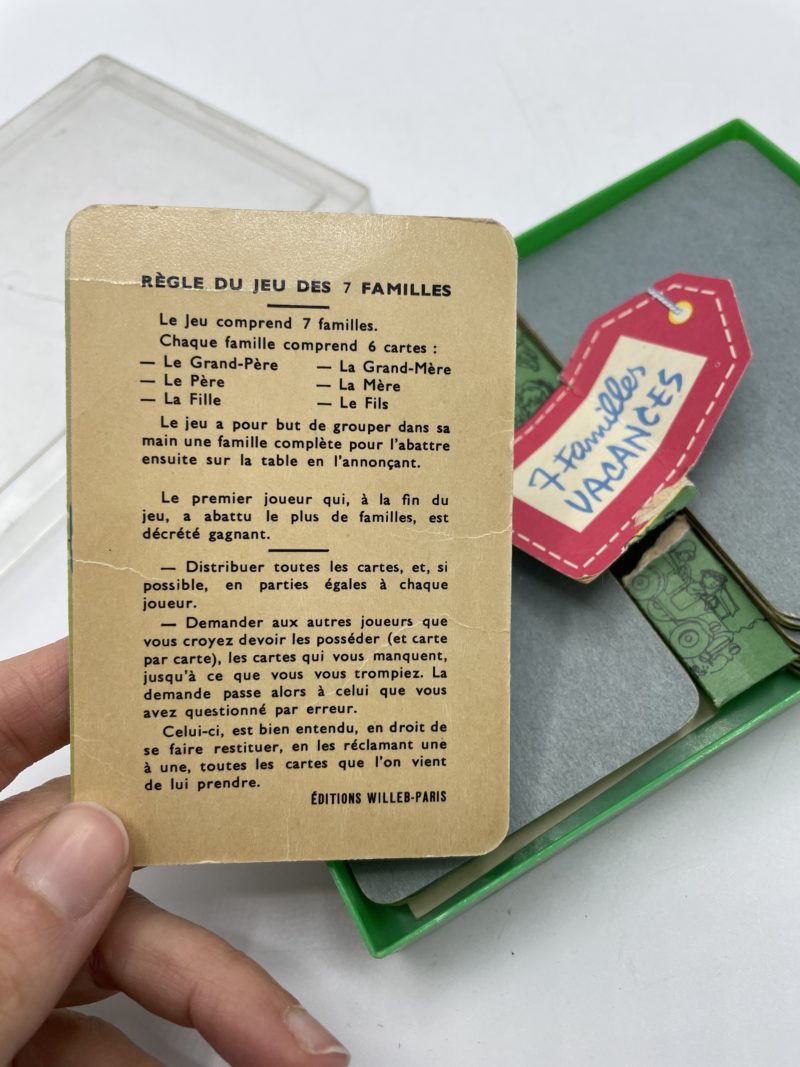 RÈGLE DU JEU DES 7 FAMILLES
Le Jeu comprend 7 familles.
Chaque famille comprend 6 cartes :
— Le Grand-Père — La Grand-Mère
— Le Père — La Mère
— La Fille — Le Fils
Le jeu a pour but de grouper dans sa
main une famille complète pour l'abattre
ensuite sur la table en l'annonçant.
Le premier joueur qui, à la fin du
jeu, a abattu le plus de familles, est
décrété gagnant.
— Distribuer toutes les cartes, et, si
possible, en parties égales à chaque
joueur.
— Demander aux autres joueurs que
vous croyez devoir les posséder (et carte
par carte), les cartes qui vous manquent,
jusqu'à ce que vous vous trompiez. La
demande passe alors à celui que vous
avez questionné par erreur.
Celui-ci, est bien entendu, en droit de
se faire restituer, en les réclamant une
à une, toutes les cartes que l'on vient
de lui prendre.
ÉDITIONS WILLEB-PARIS
7 Familles
VACANCES